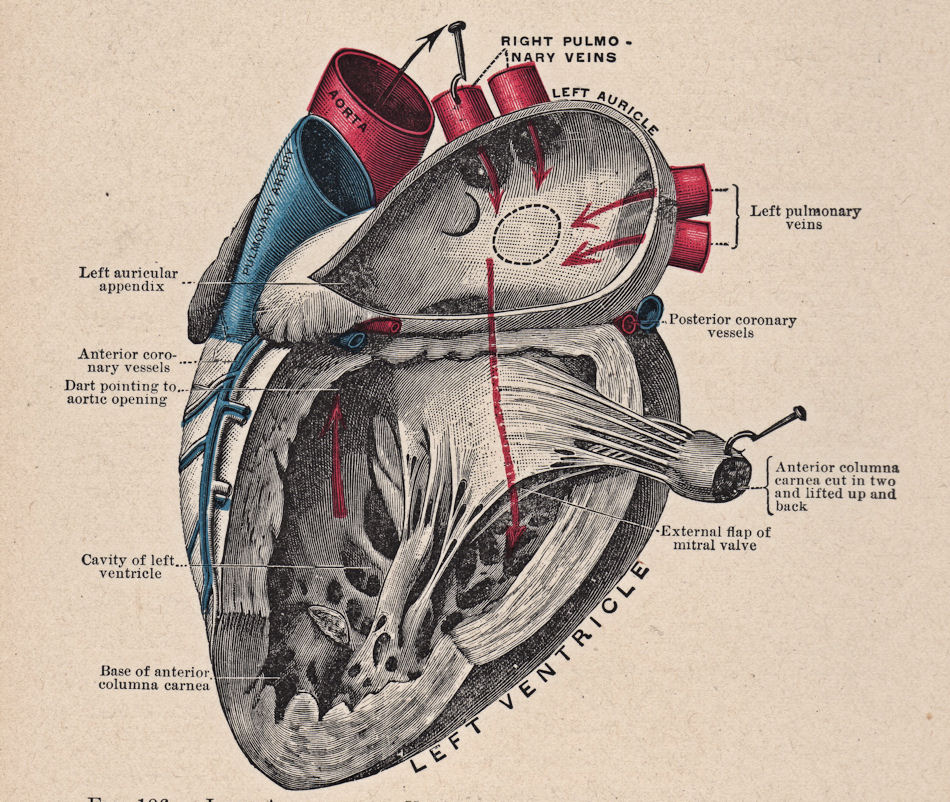 RIGHT PULMO-
NARY VEINS
LEFT AURICLE
AORTA
PULMONARY ARTERY
Left pulmonary
veins
Left auricular
appendix
Posterior coronary
vessels
Anterior coro-
nary vessels
Dart pointing to
aortic opening
Anterior columna
carnea cut in two
and lifted up and
back
External flap of
mitral valve
Cavity of left
ventricle
LEFT VENTRICLE
Base of anterior
columna carnea